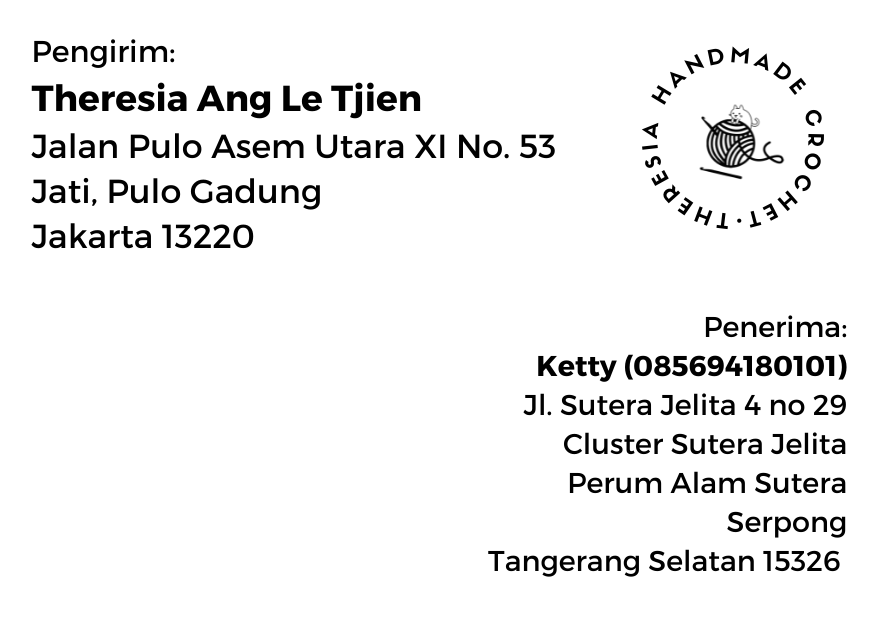 Pengirim:
Theresia Ang Le Tjien
Jalan Pulo Asem Utara XI No. 53
Jati, Pulo Gadung
Jakarta 13220
THERESIA HANDMADE CROCHET •
Penerima:
Ketty (085694180101)
Jl. Sutera Jelita 4 no 29
Cluster Sutera Jelita
Perum Alam Sutera
Serpong
Tangerang Selatan 15326